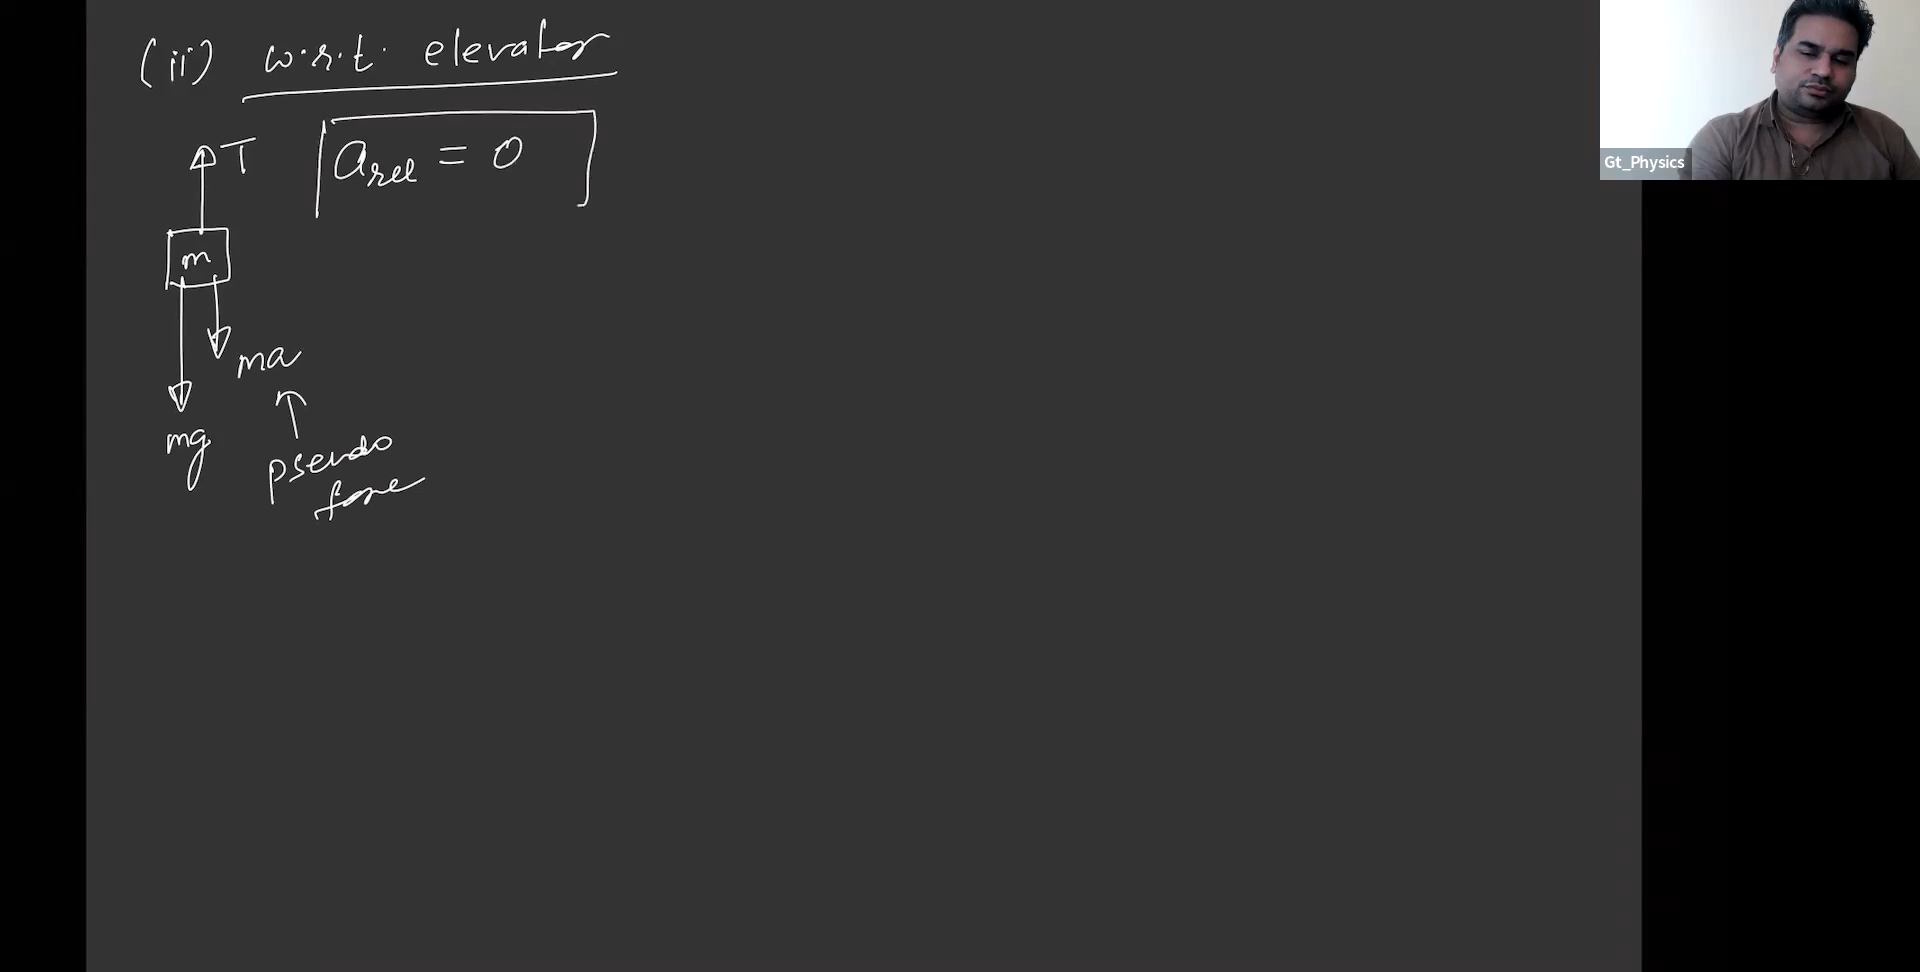 (ii) w.r.t. elevator
T
a_rel = 0
m
ma
mg
pseudo
force
Gt_Physics